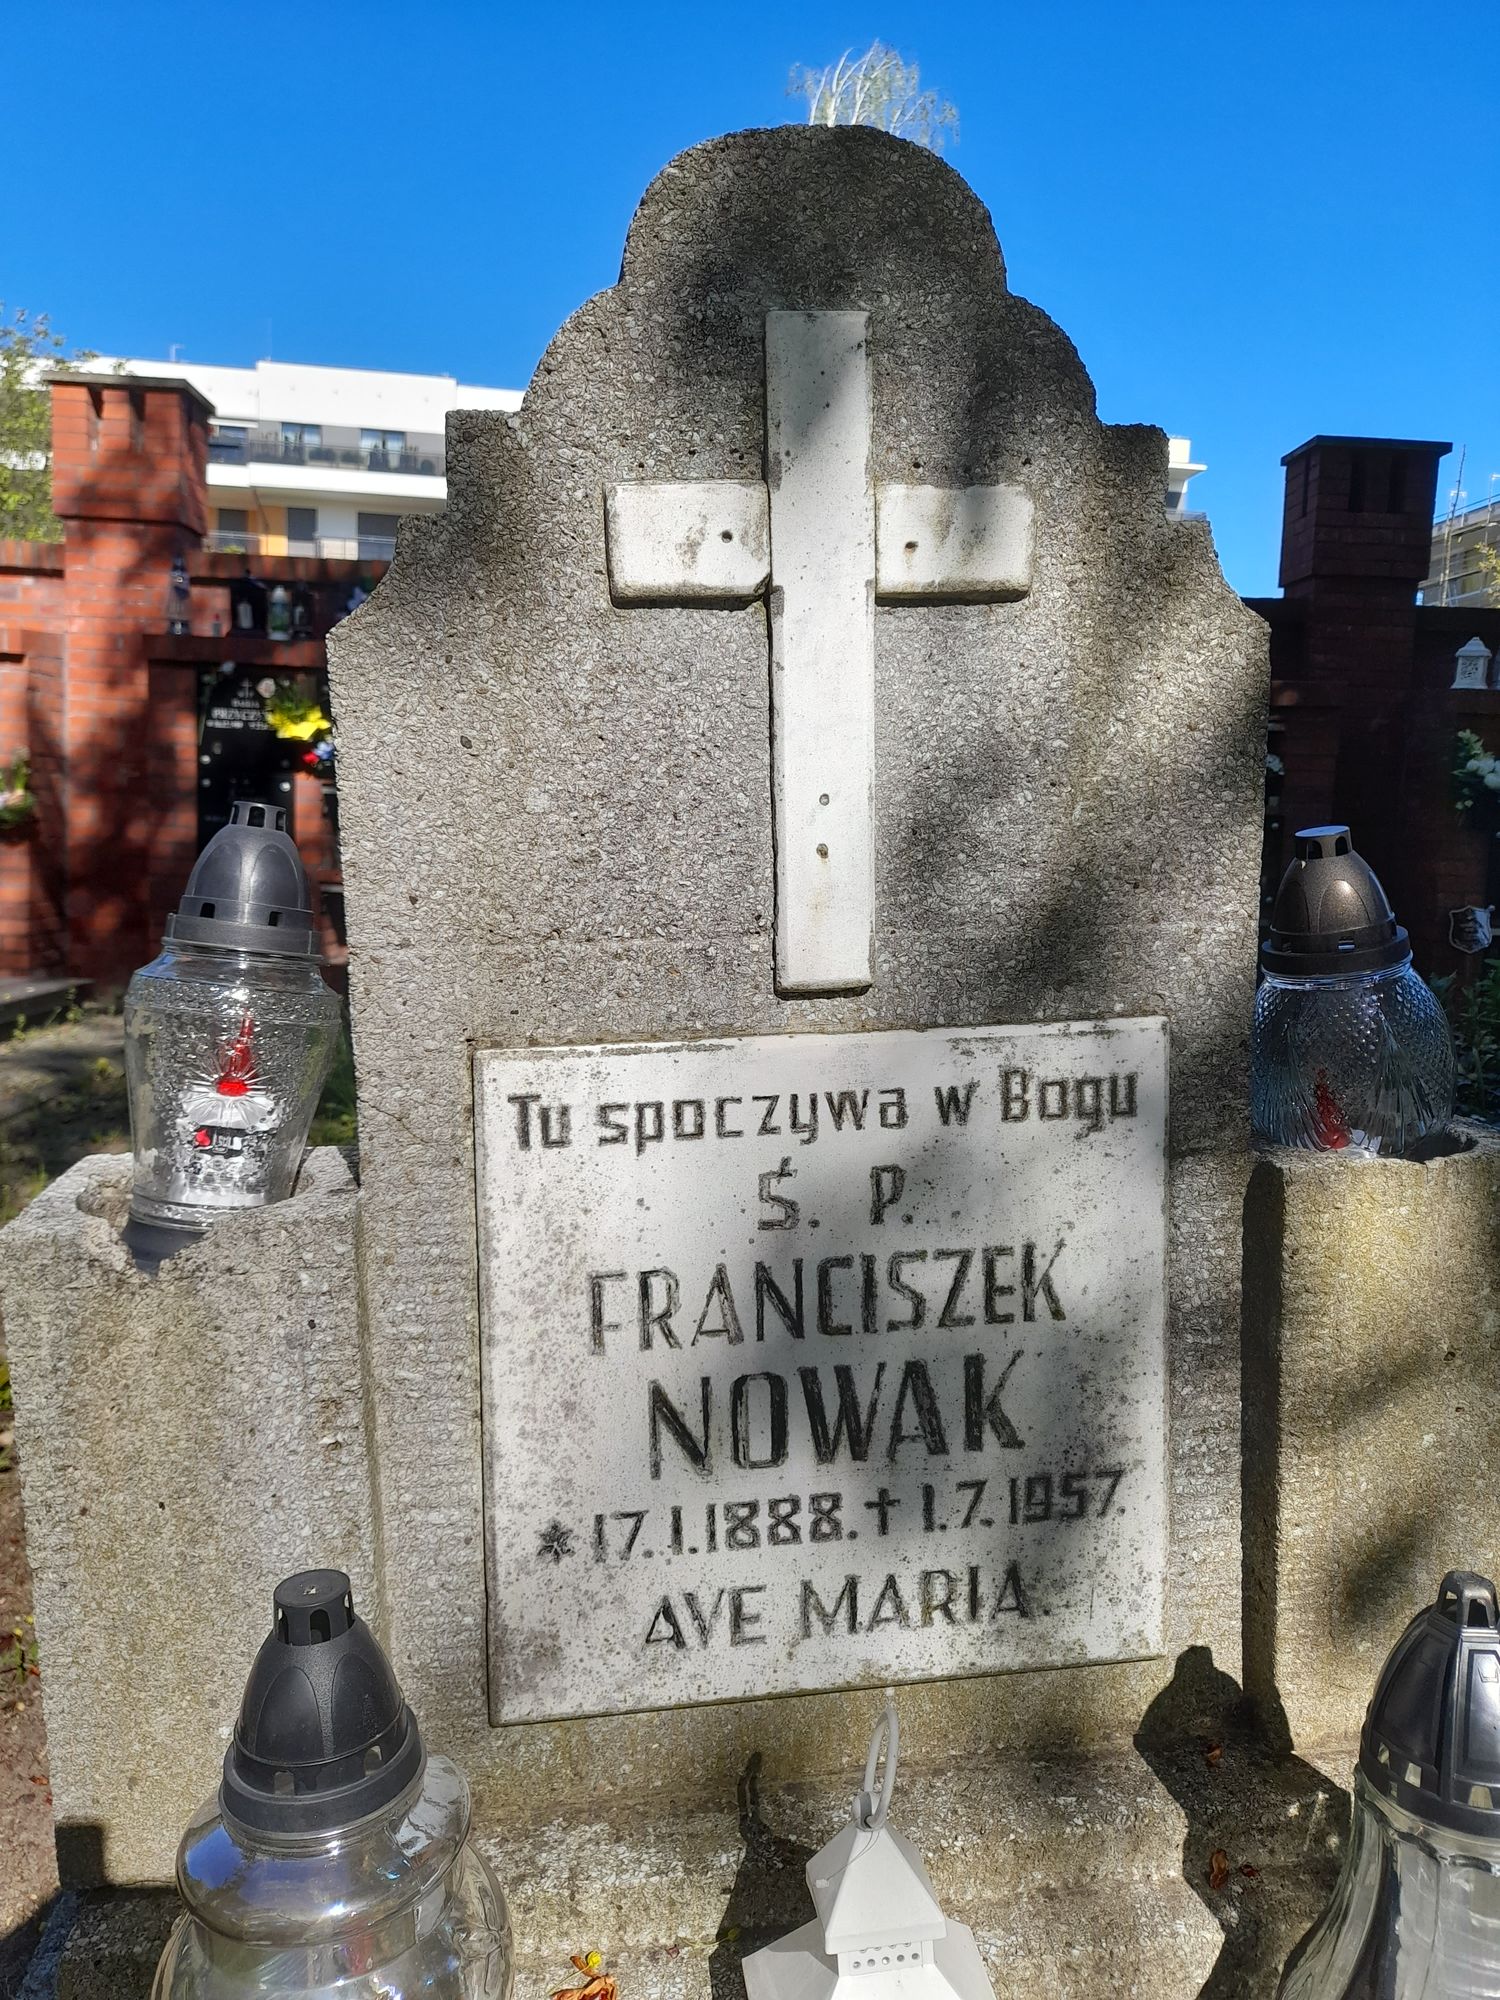 Tu spoczywa w Bogu
Ś. P.
FRANCISZEK
NOWAK
* 17.1.1888. + 1.7.1957.
AVE MARIA.